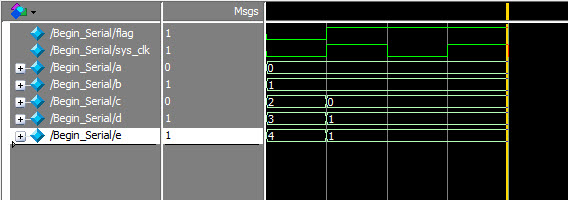 Msgs
/Begin_Serial/flag 1
/Begin_Serial/sys_clk 1
/Begin_Serial/a 0 0
/Begin_Serial/b 1 1
/Begin_Serial/c 0 2 0
/Begin_Serial/d 1 3 1
/Begin_Serial/e 1 4 1